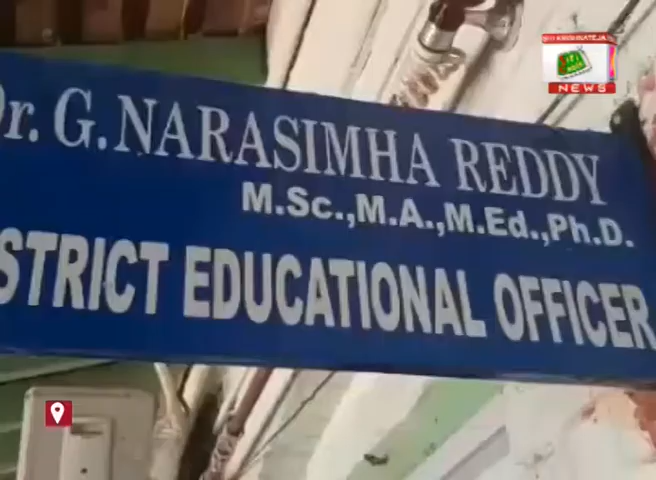 Dr. G. NARASIMHA REDDY
M.Sc.,M.A.,M.Ed.,Ph.D.
STRICT EDUCATIONAL OFFICER
NEWS